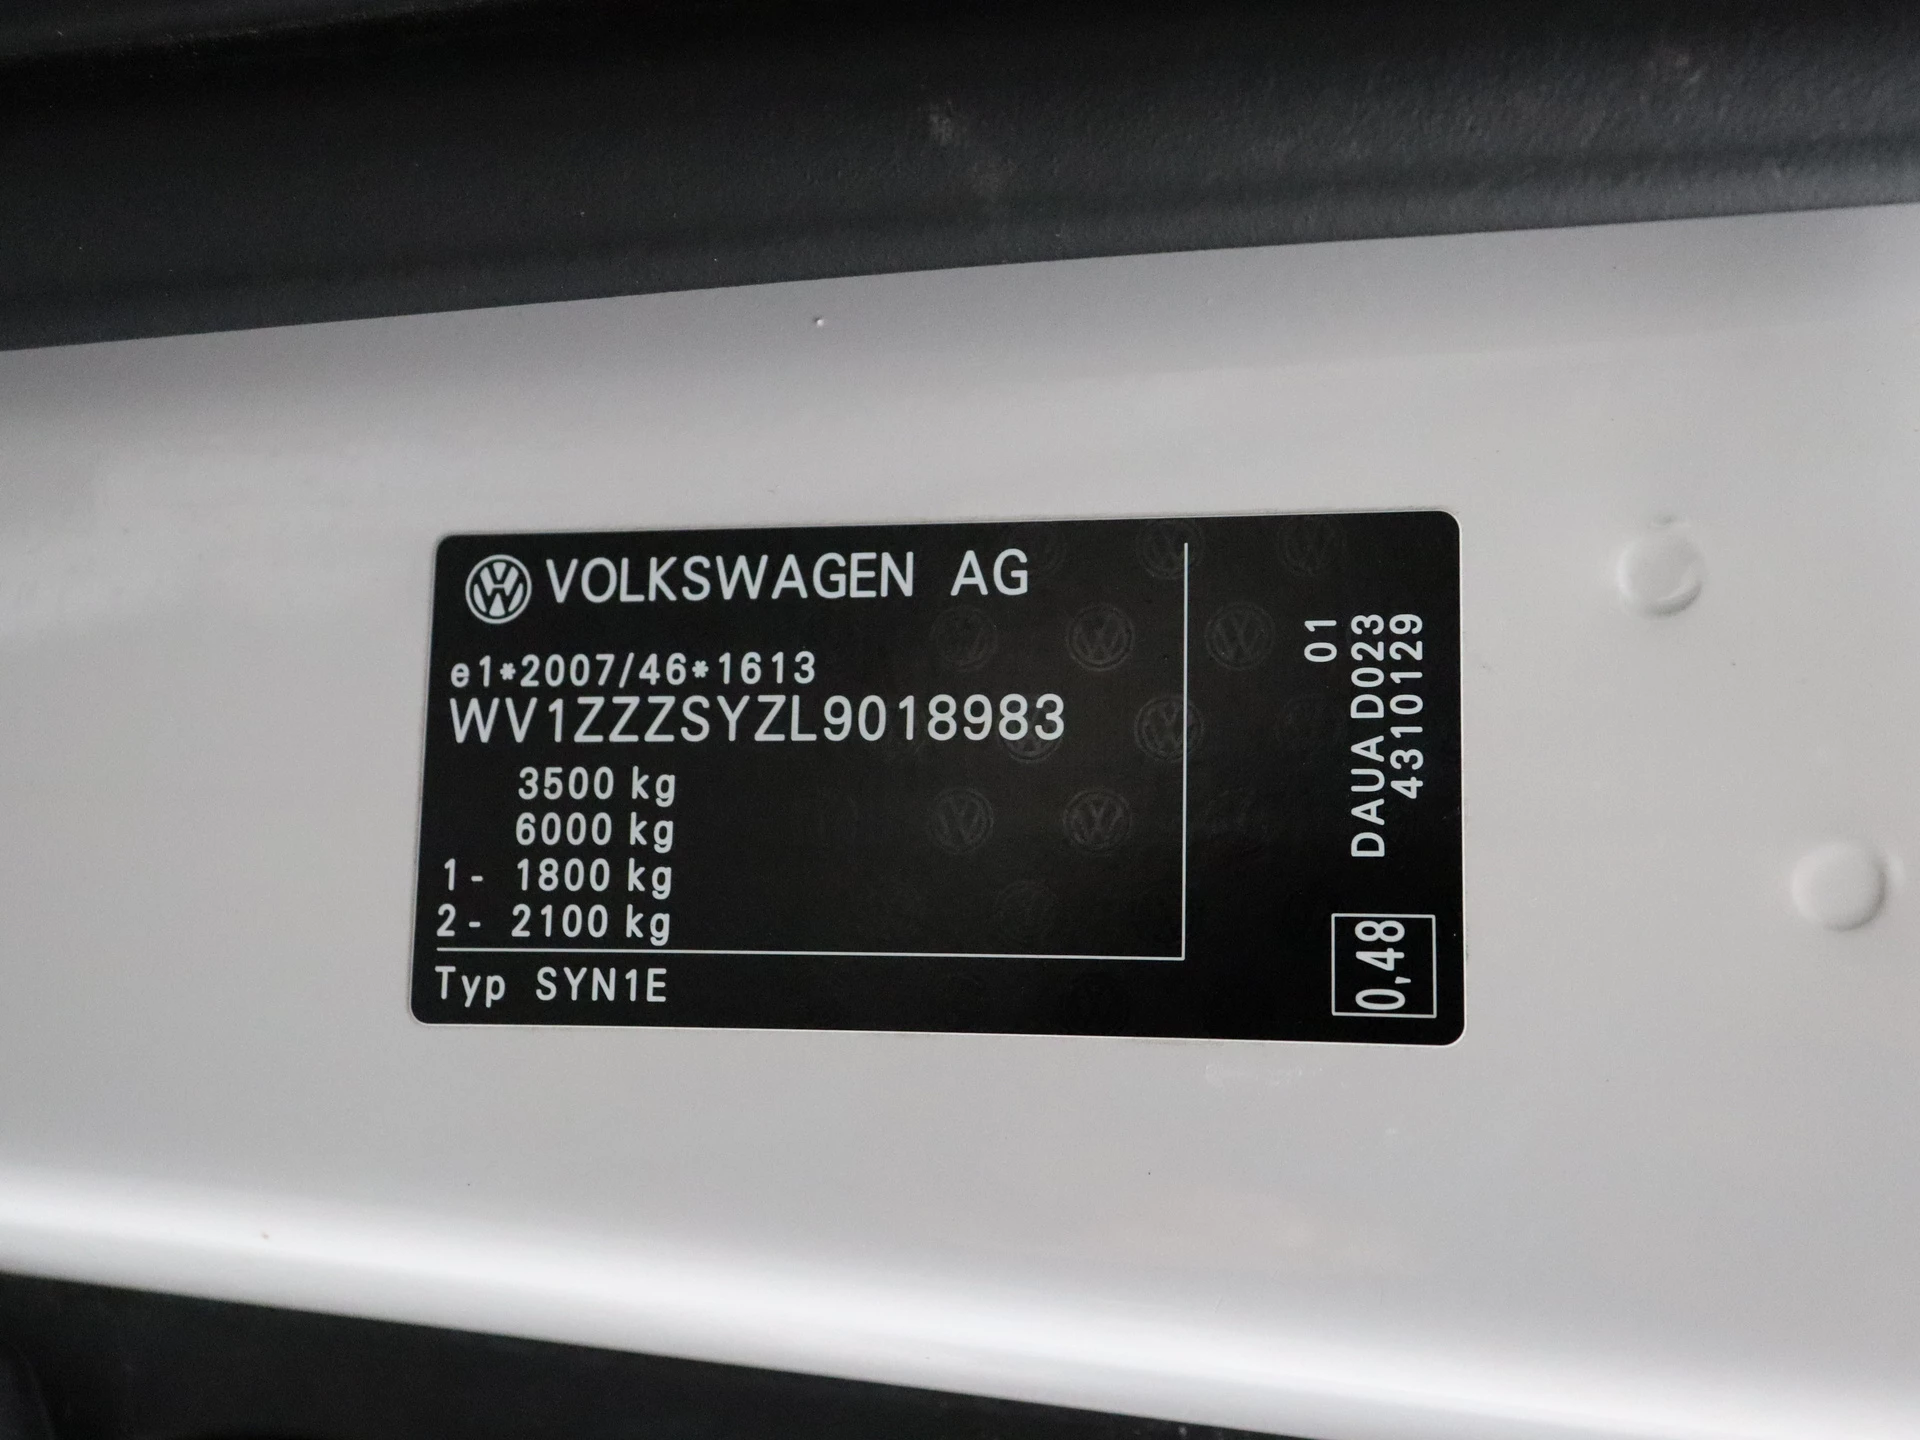 VOLKSWAGEN AG
e1*2007/46*1613
WV1ZZZSYZL9018983
3500 kg
6000 kg
1- 1800 kg
2- 2100 kg
Typ SYN1E
01
DAUA D023
4310129
0,48